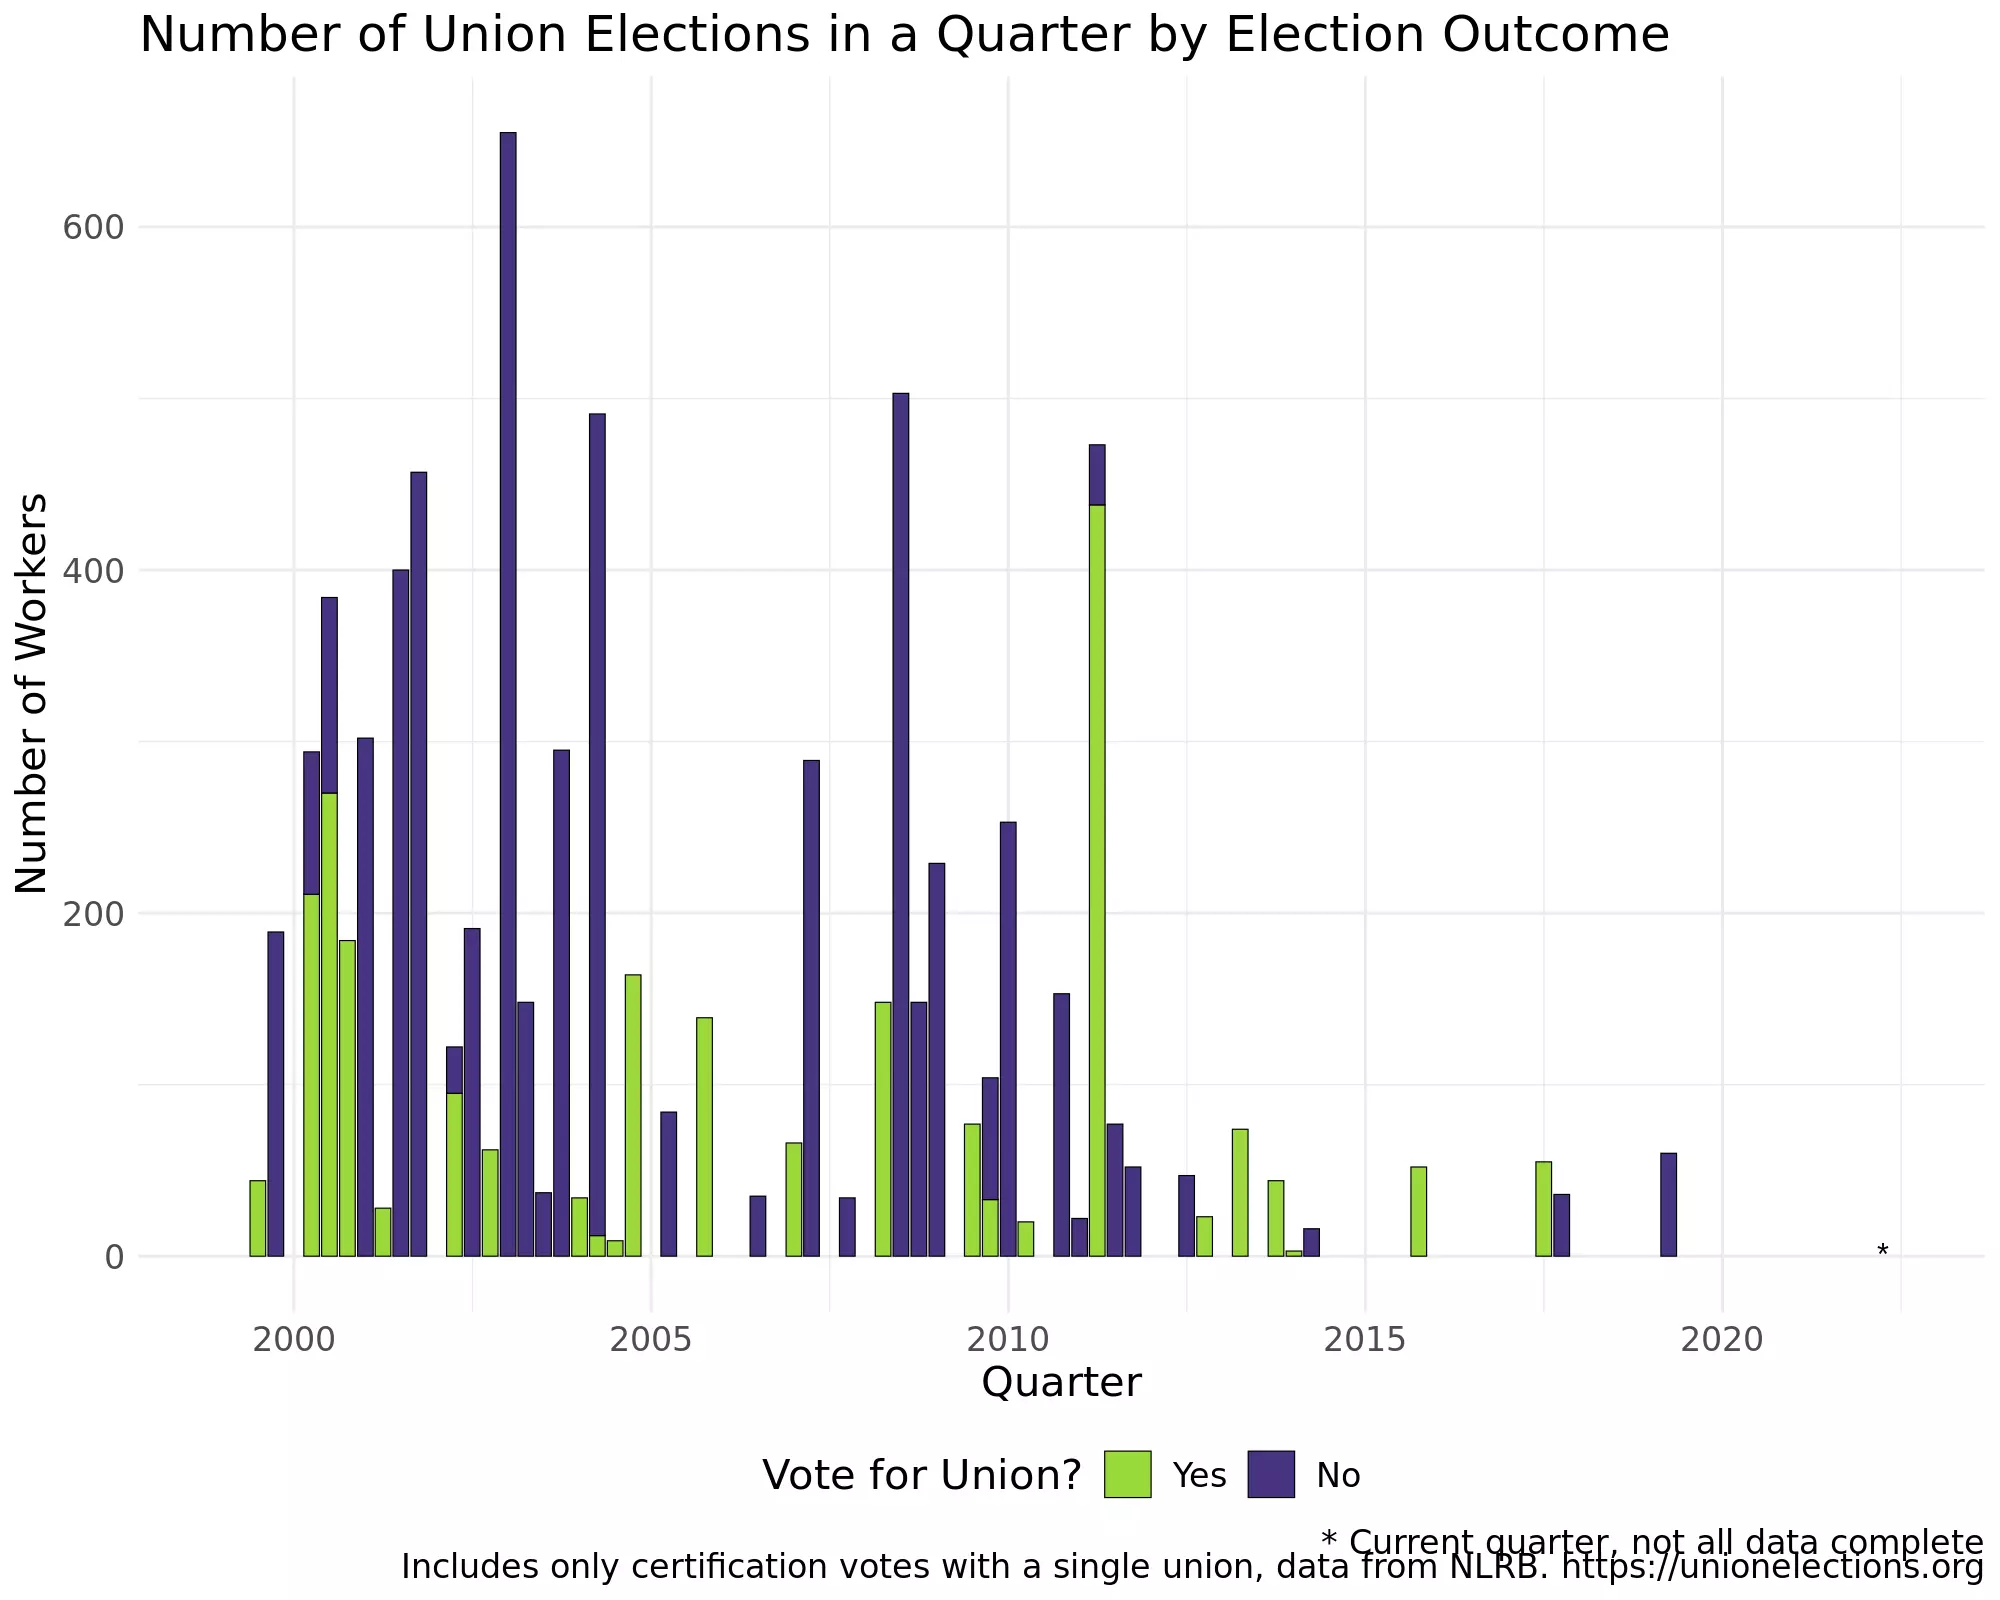 Number of Union Elections in a Quarter by Election Outcome
Number of Workers
600
400
200
0
*
2000 2005 2010 2015 2020
Quarter
Vote for Union? Yes No
* Current quarter, not all data complete
Includes only certification votes with a single union, data from NLRB. https://unionelections.org